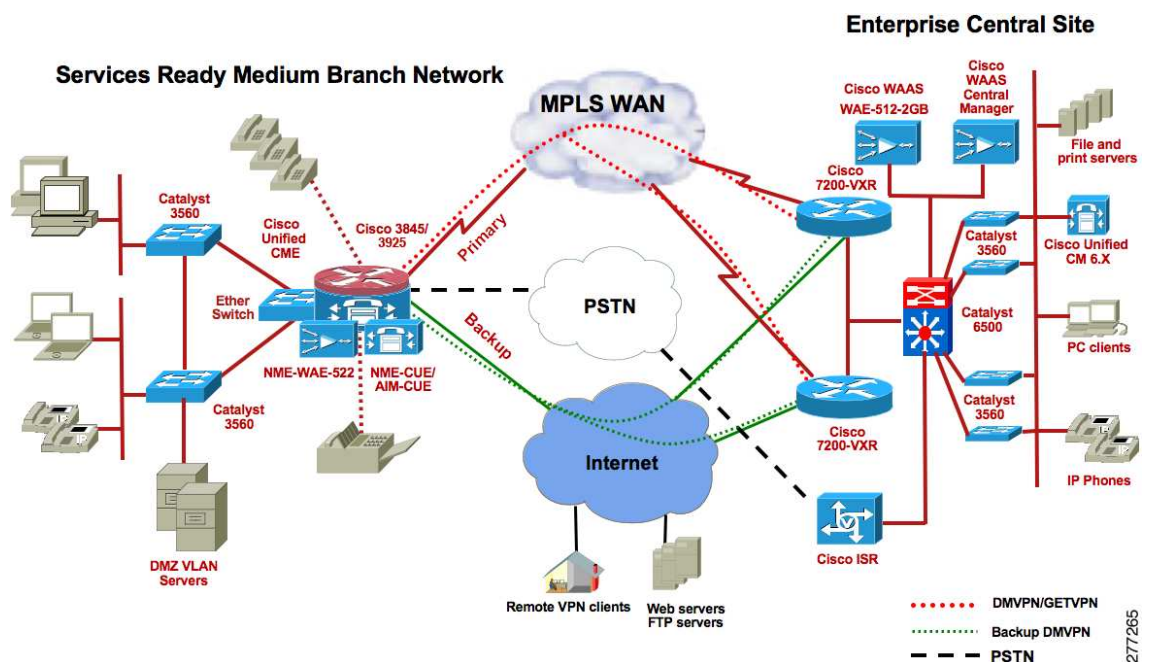 Enterprise Central Site
Services Ready Medium Branch Network
MPLS WAN
Cisco WAAS
WAE-512-2GB
Cisco
WAAS
Central
Manager
File and
print servers
Catalyst
3560
Cisco
Unified
CME
Cisco 3845/
3925
Primary
Cisco
7200-VXR
Catalyst
3560
Cisco Unified
CM 6.X
Ether
Switch
PSTN
Backup
Catalyst
6500
PC clients
NME-WAE-522
NME-CUE/
AIM-CUE
Catalyst
3560
Catalyst
3560
Cisco
7200-VXR
IP
IP
Internet
IP Phones
Cisco ISR
DMZ VLAN
Servers
Remote VPN clients
Web servers
FTP servers
DMVPN/GETVPN
Backup DMVPN
PSTN
277265